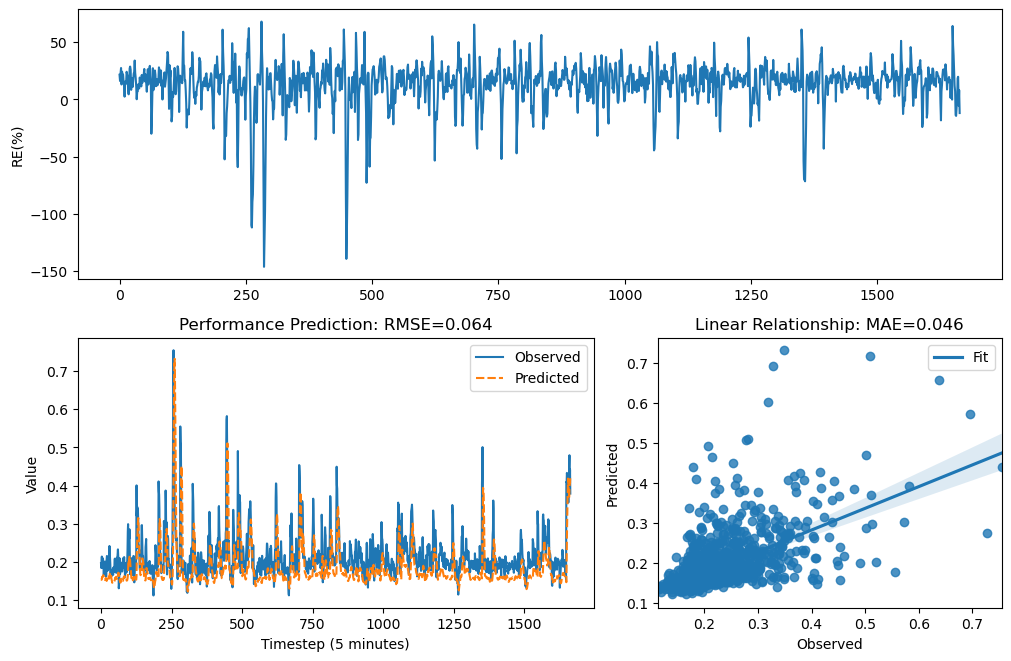 RE(%)
50
0
−50
−100
−150
0 250 500 750 1000 1250 1500
Performance Prediction: RMSE=0.064
Value
0.7
0.6
0.5
0.4
0.3
0.2
0.1
Observed
Predicted
0 250 500 750 1000 1250 1500
Timestep (5 minutes)
Linear Relationship: MAE=0.046
Predicted
0.7
0.6
0.5
0.4
0.3
0.2
0.1
Fit
0.2 0.3 0.4 0.5 0.6 0.7
Observed